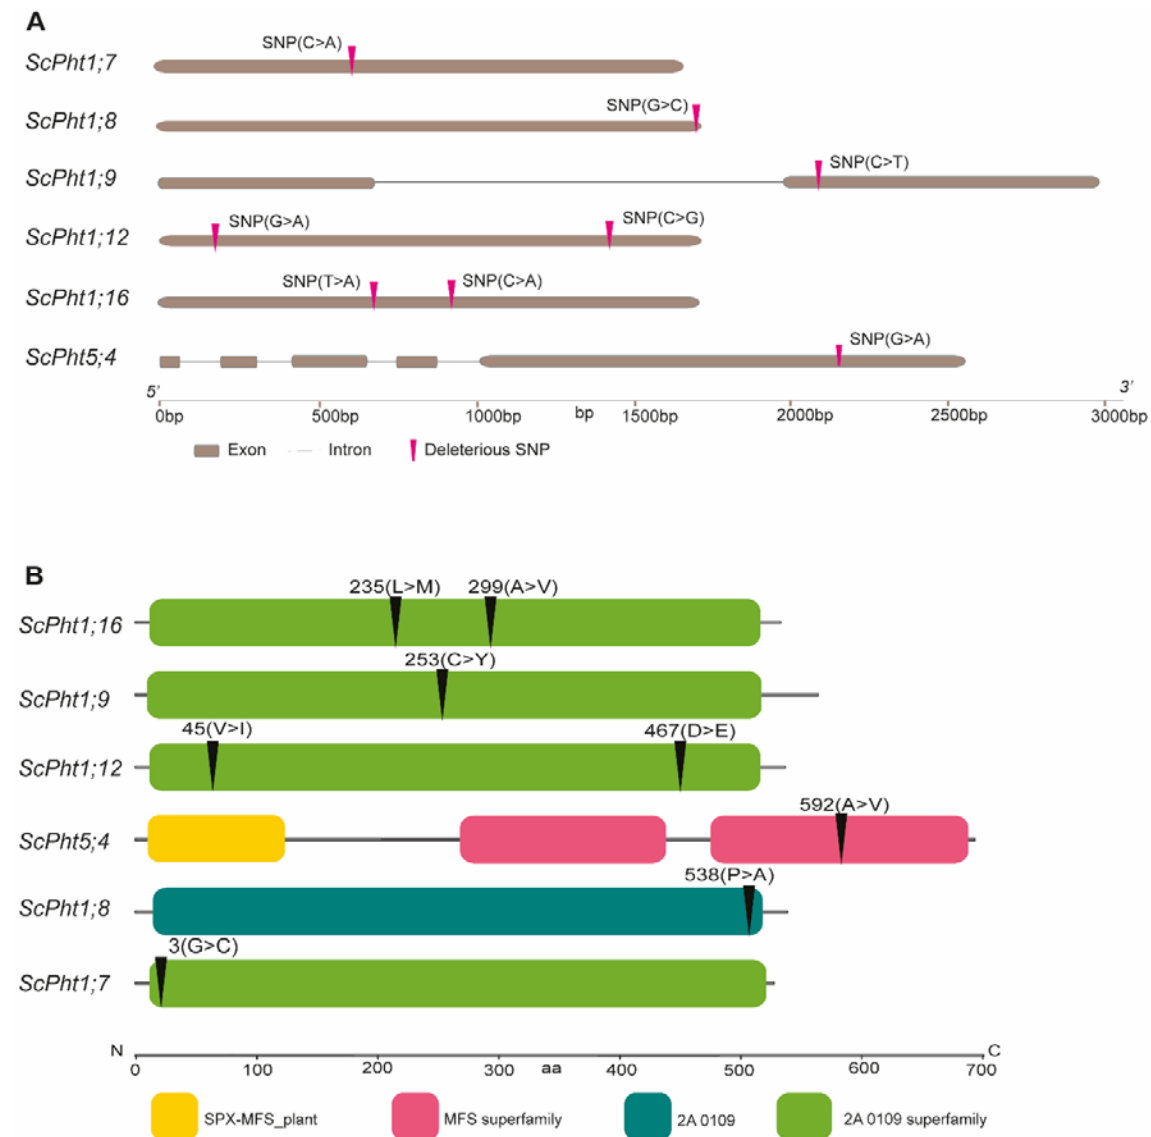 A
ScPht1;7
SNP(C>A)
ScPht1;8
SNP(G>C)
ScPht1;9
SNP(C>T)
ScPht1;12
SNP(G>A)
SNP(C>G)
ScPht1;16
SNP(T>A)
SNP(C>A)
ScPht5;4
SNP(G>A)
5'
3'
0bp
500bp
1000bp
bp
1500bp
2000bp
2500bp
3000bp
Exon
Intron
Deleterious SNP
B
ScPht1;16
235(L>M)
299(A>V)
ScPht1;9
253(C>Y)
ScPht1;12
45(V>I)
467(D>E)
ScPht5;4
592(A>V)
ScPht1;8
538(P>A)
ScPht1;7
3(G>C)
N
C
0
100
200
300
aa
400
500
600
700
SPX-MFS_plant
MFS superfamily
2A 0109
2A 0109 superfamily